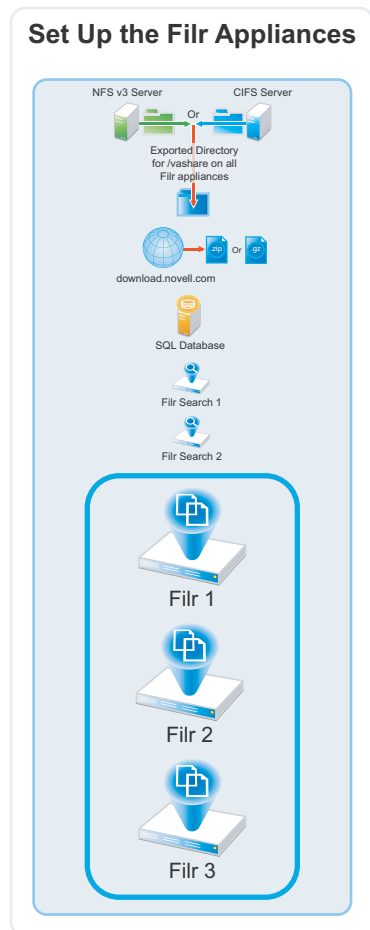 Set Up the Filr Appliances
NFS v3 Server
CIFS Server
Or
Exported Directory
for /vashare on all
Filr appliances
.zip
Or
.gz
download.novell.com
SQL Database
Filr Search 1
Filr Search 2
Filr 1
Filr 2
Filr 3